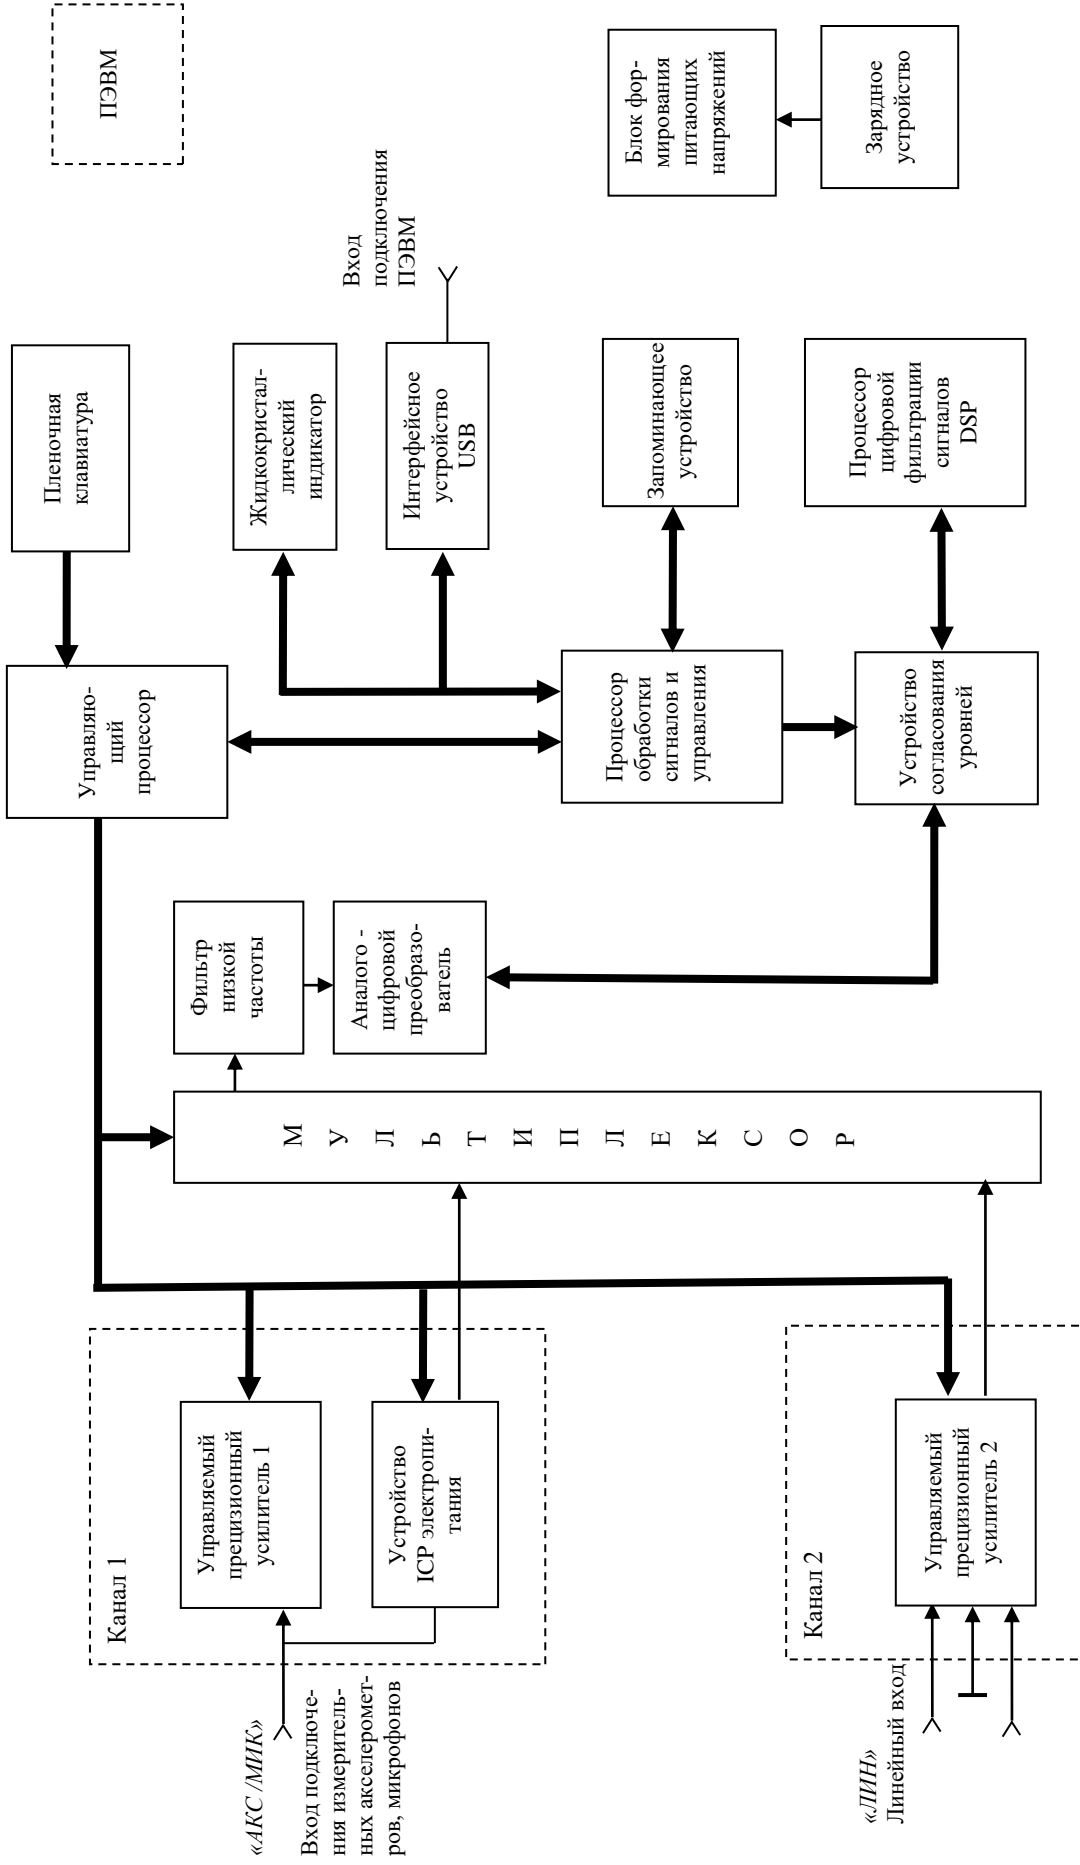 «АКС /МИК»
Вход подключе-
ния измеритель-
ных акселеромет-
ров, микрофонов
Канал 1
Управляемый
прецизионный
усилитель 1
Устройство
ICP электропи-
тания
«ЛИН»
Линейный вход
Канал 2
Управляемый
прецизионный
усилитель 2
М У Л Ь Т И П Л Е К С О Р
Фильтр
низкой
частоты
Аналого -
цифровой
преобразо-
ватель
Управляю-
щий
процессор
Процессор
обработки
сигналов и
управления
Устройство
согласования
уровней
Пленочная
клавиатура
Жидкокристал-
лический
индикатор
Интерфейсное
устройство
USB
Запоминающее
устройство
Процессор
цифровой
фильтрации
сигналов
DSP
Вход
подключения
ПЭВМ
ПЭВМ
Блок фор-
мирования
питающих
напряжений
Зарядное
устройство